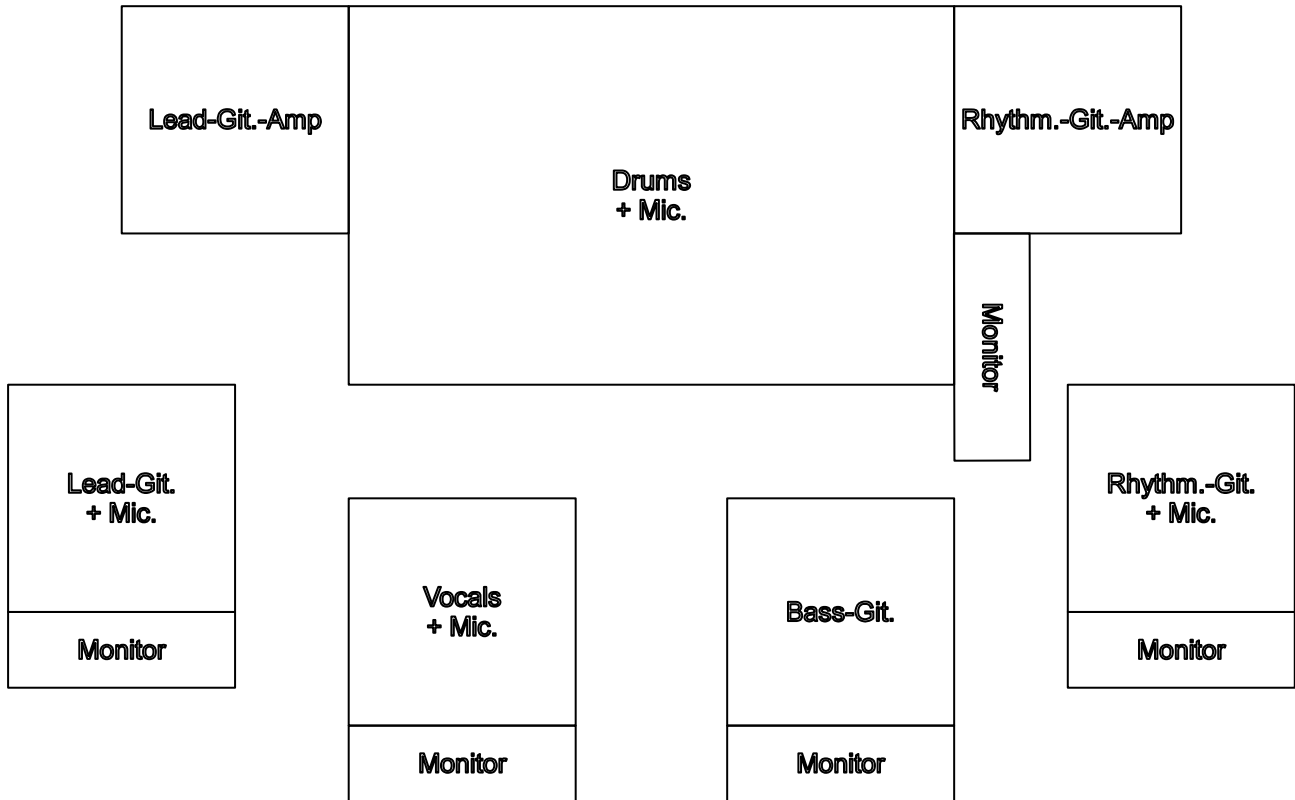 Lead-Git.-Amp
Drums
+ Mic.
Rhythm.-Git.-Amp
Monitor
Lead-Git.
+ Mic.
Monitor
Vocals
+ Mic.
Monitor
Bass-Git.
Monitor
Rhythm.-Git.
+ Mic.
Monitor